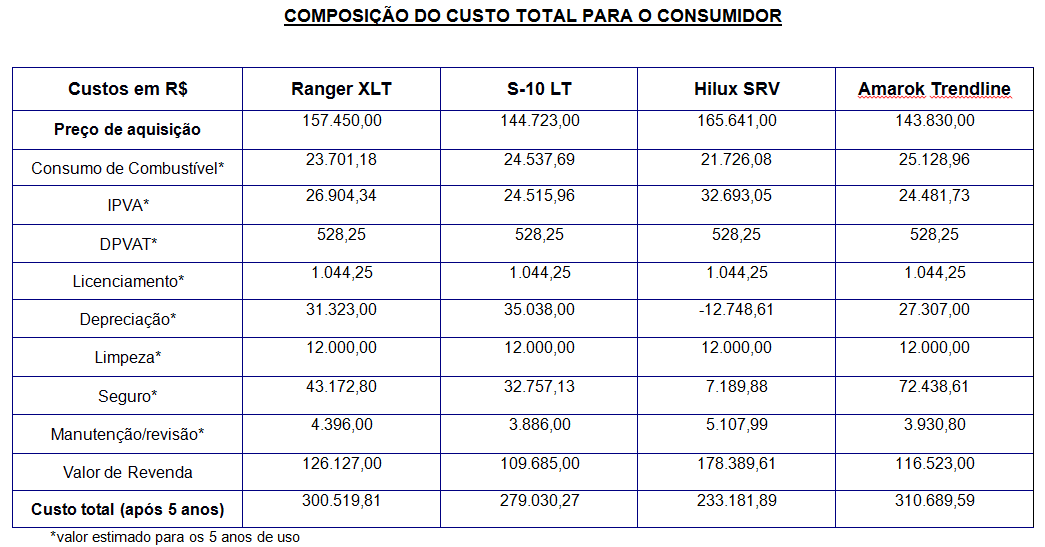 COMPOSIÇÃO DO CUSTO TOTAL PARA O CONSUMIDOR
Custos em R$ Ranger XLT S-10 LT Hilux SRV Amarok Trendline
Preço de aquisição 157.450,00 144.723,00 165.641,00 143.830,00
Consumo de Combustível* 23.701,18 24.537,69 21.726,08 25.128,96
IPVA* 26.904,34 24.515,96 32.693,05 24.481,73
DPVAT* 528,25 528,25 528,25 528,25
Licenciamento* 1.044,25 1.044,25 1.044,25 1.044,25
Depreciação* 31.323,00 35.038,00 -12.748,61 27.307,00
Limpeza* 12.000,00 12.000,00 12.000,00 12.000,00
Seguro* 43.172,80 32.757,13 7.189,88 72.438,61
Manutenção/revisão* 4.396,00 3.886,00 5.107,99 3.930,80
Valor de Revenda 126.127,00 109.685,00 178.389,61 116.523,00
Custo total (após 5 anos) 300.519,81 279.030,27 233.181,89 310.689,59
*valor estimado para os 5 anos de uso